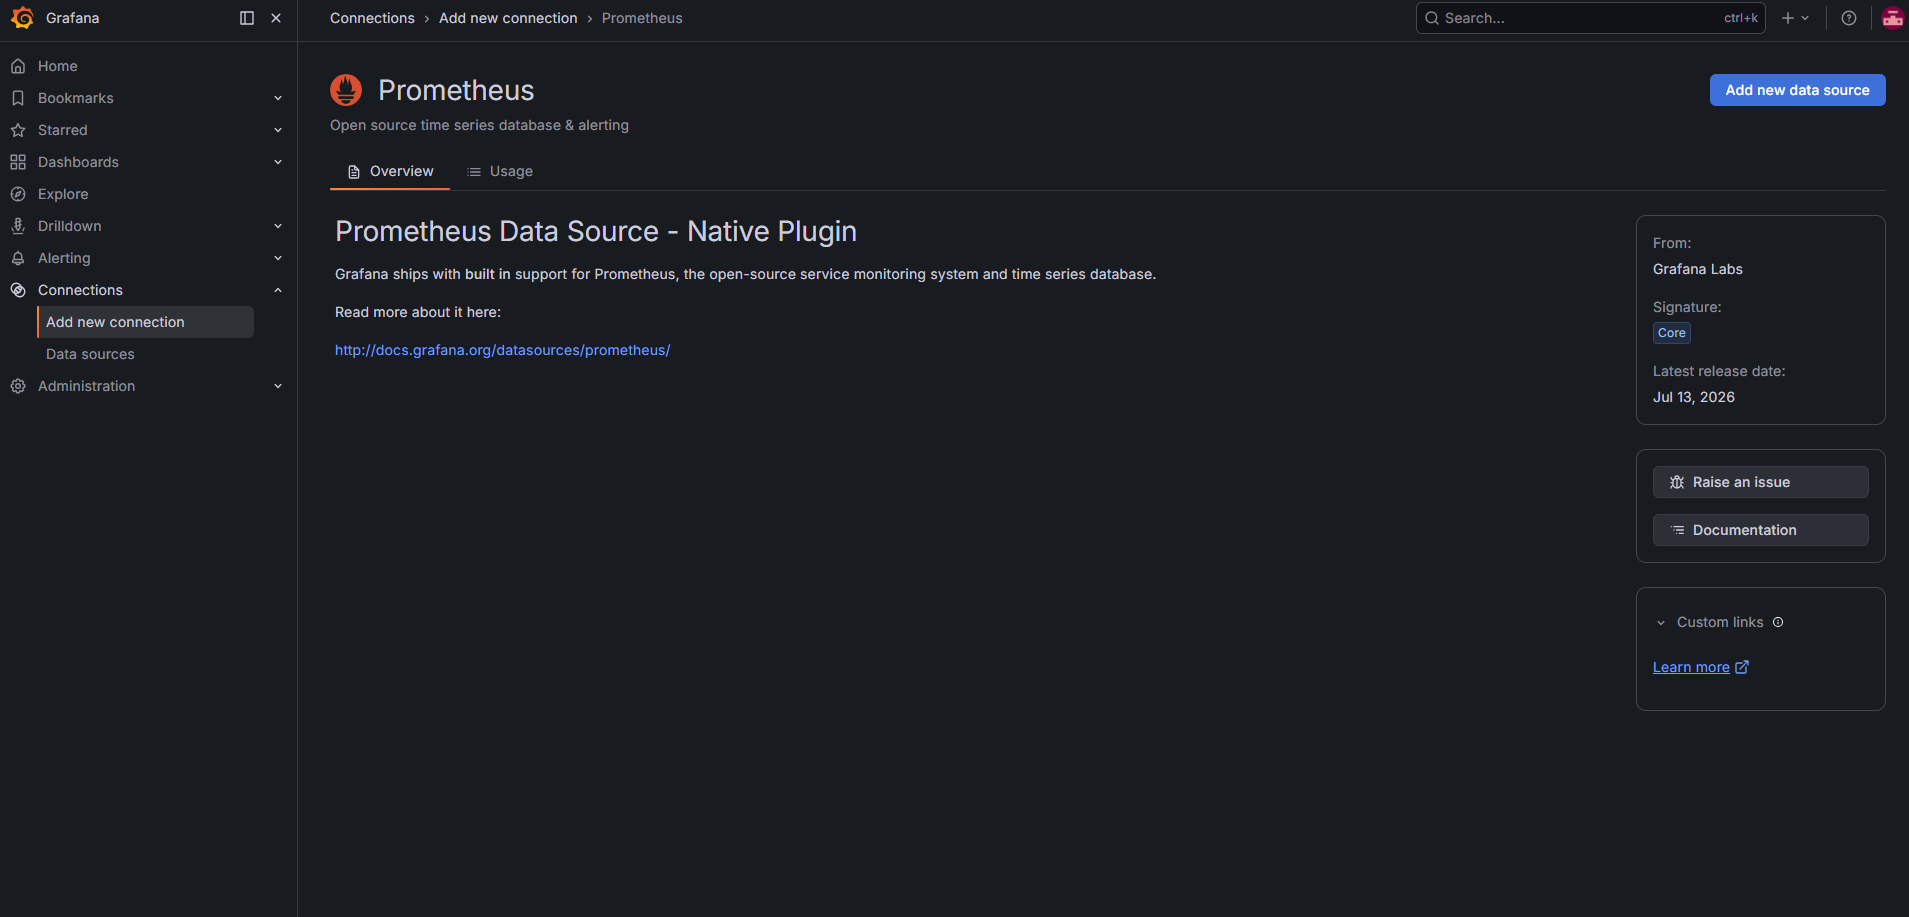 Grafana
Connections › Add new connection › Prometheus
Search... ctrl+k
Home
Bookmarks
Starred
Dashboards
Explore
Drilldown
Alerting
Connections
Add new connection
Data sources
Administration
Prometheus
Add new data source
Open source time series database & alerting
Overview
Usage
Prometheus Data Source - Native Plugin
Grafana ships with built in support for Prometheus, the open-source service monitoring system and time series database.
Read more about it here:
http://docs.grafana.org/datasources/prometheus/
From:
Grafana Labs
Signature:
Core
Latest release date:
Jul 13, 2026
Raise an issue
Documentation
Custom links
Learn more